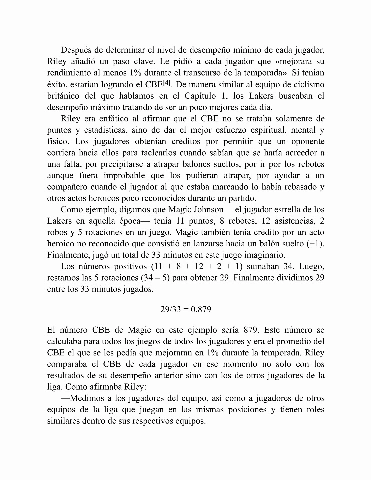 Después de determinar el nivel de desempeño mínimo de cada jugador,
Riley añadió un paso clave. Le pidió a cada jugador que «mejorara su
rendimiento al menos 1% durante el transcurso de la temporada». Si tenían
éxito, estarían logrando el CBE[4]. De manera similar al equipo de ciclismo
británico del que hablamos en el Capítulo 1, los Lakers buscaban el
desempeño máximo tratando de ser un poco mejores cada día.
Riley era enfático al afirmar que el CBE no se trataba solamente de
puntos y estadísticas, sino de dar el mejor esfuerzo espiritual, mental y
físico. Los jugadores obtenían créditos por permitir que un oponente
corriera hacia ellos para taclearlos cuando sabían que se haría acreedor a
una falta, por precipitarse a atrapar balones sueltos, por ir por los rebotes
aunque fuera improbable que los pudieran atrapar, por ayudar a un
compañero cuando el jugador al que estaba marcando lo había rebasado y
otros actos heroicos poco reconocidos durante un partido.
Como ejemplo, digamos que Magic Johnson —el jugador estrella de los
Lakers en aquella época— tenía 11 puntos, 8 rebotes, 12 asistencias, 2
robos y 5 rotaciones en un juego. Magic también tenía crédito por un acto
heroico no reconocido que consistió en lanzarse hacia un balón suelto (+1).
Finalmente, jugó un total de 33 minutos en este juego imaginario.
Los números positivos (11 + 8 + 12 + 2 + 1) sumaban 34. Luego,
restamos las 5 rotaciones (34 – 5) para obtener 29. Finalmente dividimos 29
entre los 33 minutos jugados.
29/33 = 0.879
El número CBE de Magic en este ejemplo sería 879. Este número se
calculaba para todos los juegos de todos los jugadores y era el promedio del
CBE el que se les pedía que mejoraran en 1% durante la temporada. Riley
comparaba el CBE de cada jugador en ese momento no solo con los
resultados de su desempeño anterior sino con los de otros jugadores de la
liga. Como afirmaba Riley:
—Medimos a los jugadores del equipo, así como a jugadores de otros
equipos de la liga que juegan en las mismas posiciones y tienen roles
similares dentro de sus respectivos equipos.